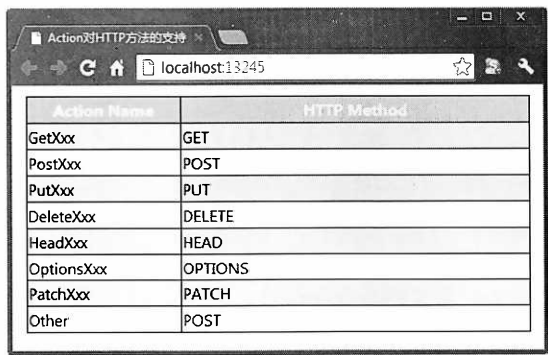 Action对HTTP方法的支持
localhost:13245
Action Name HTTP Method
GetXxx GET
PostXxx POST
PutXxx PUT
DeleteXxx DELETE
HeadXxx HEAD
OptionsXxx OPTIONS
PatchXxx PATCH
Other POST